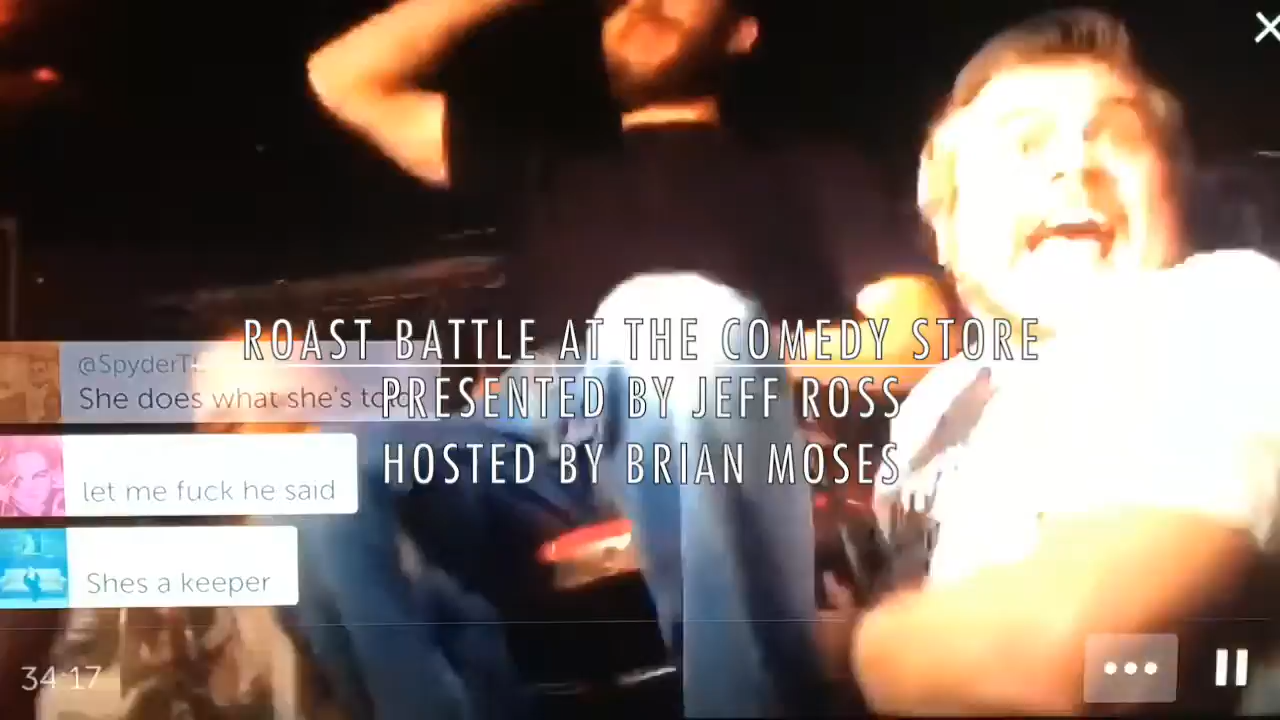 ROAST BATTLE AT THE COMEDY STORE
PRESENTED BY JEFF ROSS
HOSTED BY BRIAN MOSES
She does what she's told
let me fuck he said
Shes a keeper
34:17